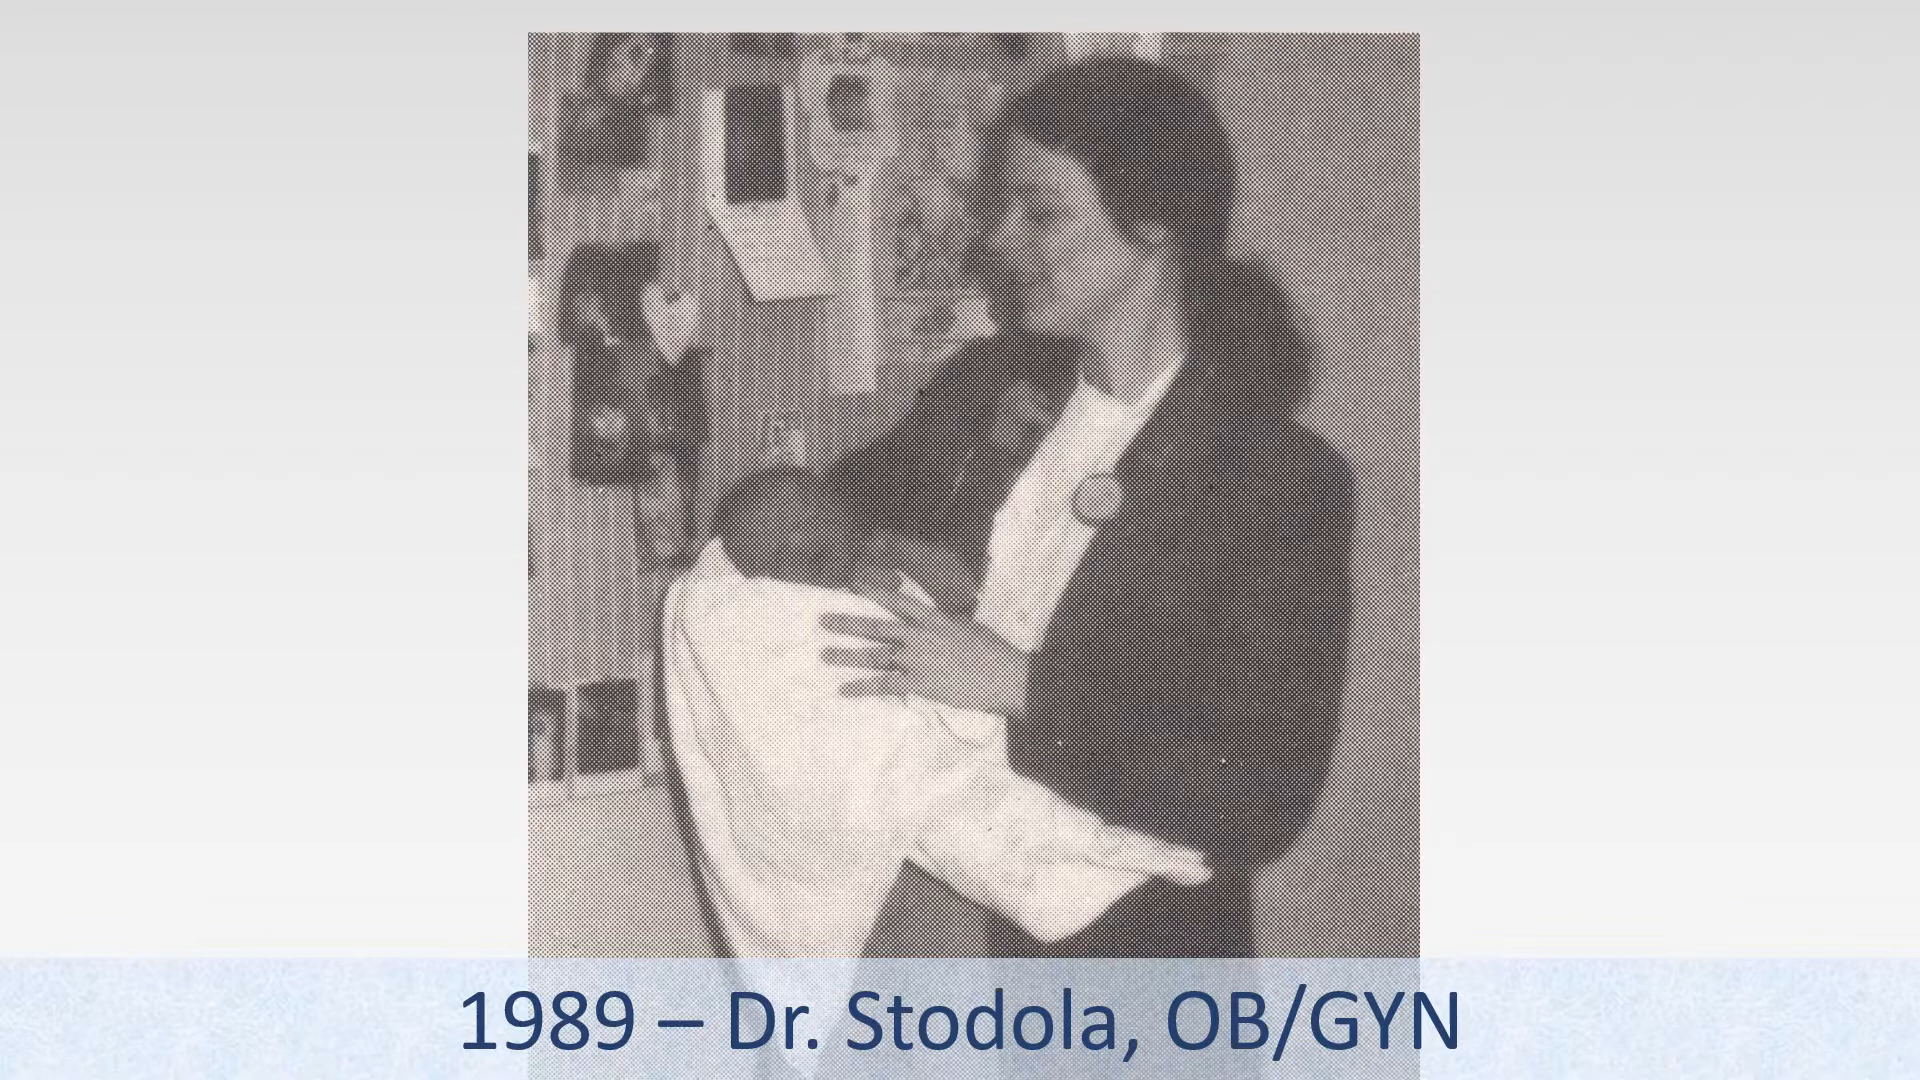 1989 – Dr. Stodola, OB/GYN